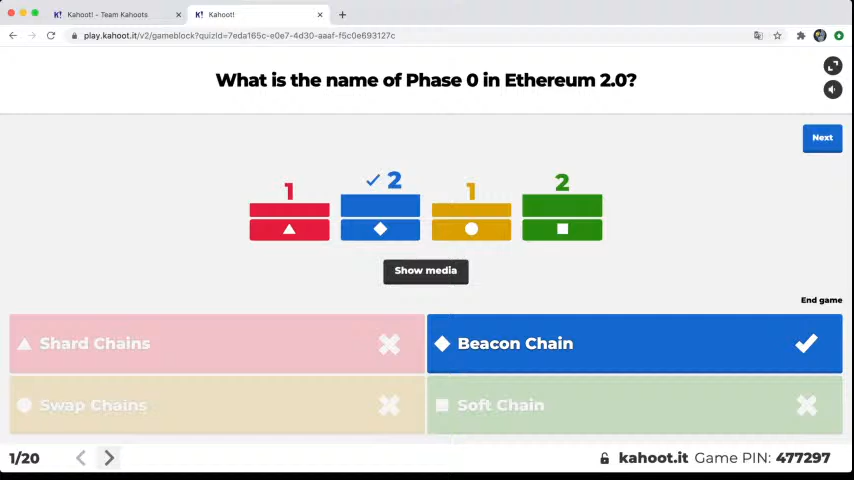 K! Kahoot! - Team Kahoots
K! Kahoot!
play.kahoot.it/v2/gameblock?quizId=7eda165c-e0e7-4d30-aaaf-f5c0e693127c
What is the name of Phase 0 in Ethereum 2.0?
Next
1 2 1 2
Show media
End game
Shard Chains
Beacon Chain
Swap Chains
Soft Chain
1/20
kahoot.it Game PIN: 477297